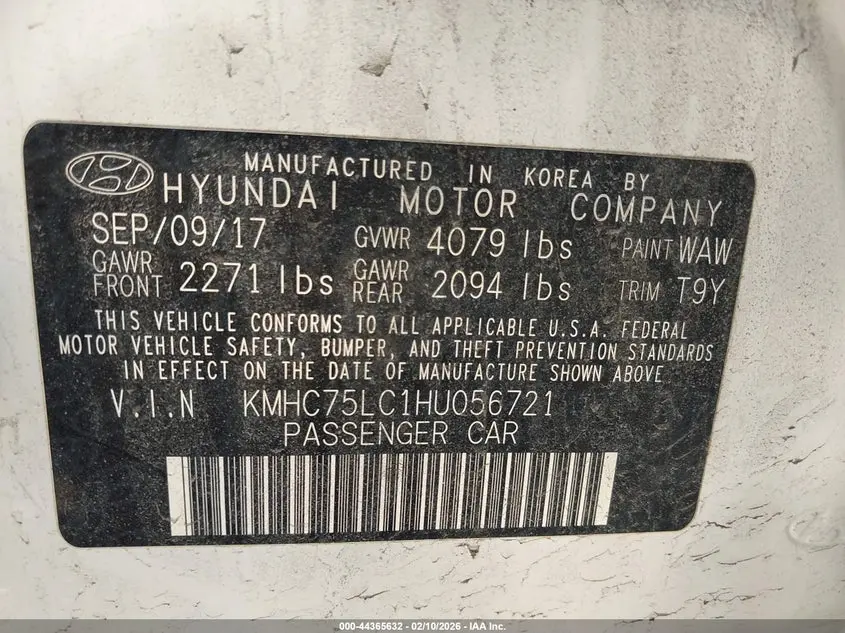 MANUFACTURED IN KOREA BY
HYUNDAI MOTOR COMPANY
SEP/09/17 GVWR 4079 lbs PAINT WAW
GAWR FRONT 2271 lbs GAWR REAR 2094 lbs TRIM T9Y
THIS VEHICLE CONFORMS TO ALL APPLICABLE U.S.A. FEDERAL
MOTOR VEHICLE SAFETY, BUMPER, AND THEFT PREVENTION STANDARDS
IN EFFECT ON THE DATE OF MANUFACTURE SHOWN ABOVE
V.I.N KMHC75LC1HU056721
PASSENGER CAR
000-44365632 - 02/10/2026 - IAA Inc.